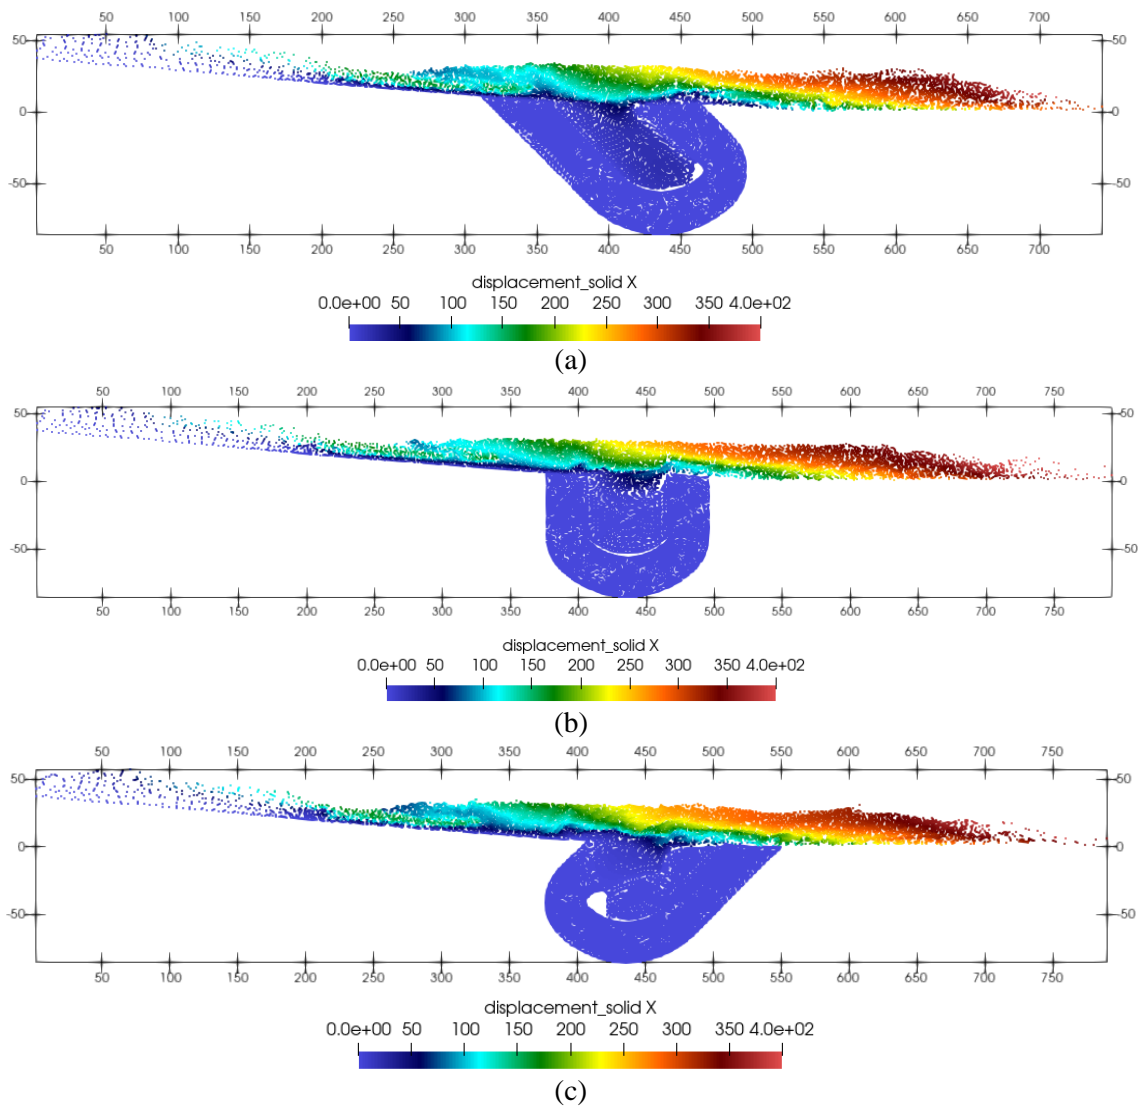 50 100 150 200 250 300 350 400 450 500 550 600 650 700
50 50
0 0
-50 -50
50 100 150 200 250 300 350 400 450 500 550 600 650 700
displacement_solid X
0.0e+00 50 100 150 200 250 300 350 4.0e+02
(a)
50 100 150 200 250 300 350 400 450 500 550 600 650 700 750
50 50
0 0
-50 -50
50 100 150 200 250 300 350 400 450 500 550 600 650 700 750
displacement_solid X
0.0e+00 50 100 150 200 250 300 350 4.0e+02
(b)
50 100 150 200 250 300 350 400 450 500 550 600 650 700 750
50 50
0 0
-50 -50
50 100 150 200 250 300 350 400 450 500 550 600 650 700 750
displacement_solid X
0.0e+00 50 100 150 200 250 300 350 4.0e+02
(c)